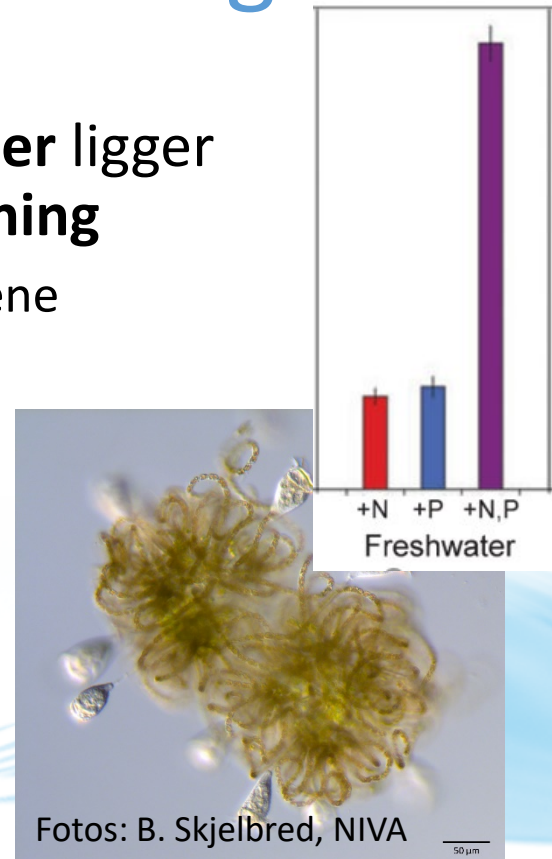 er ligger
ning
ene
+N +P +N,P
Freshwater
Fotos: B. Skjelbred, NIVA
50 µm